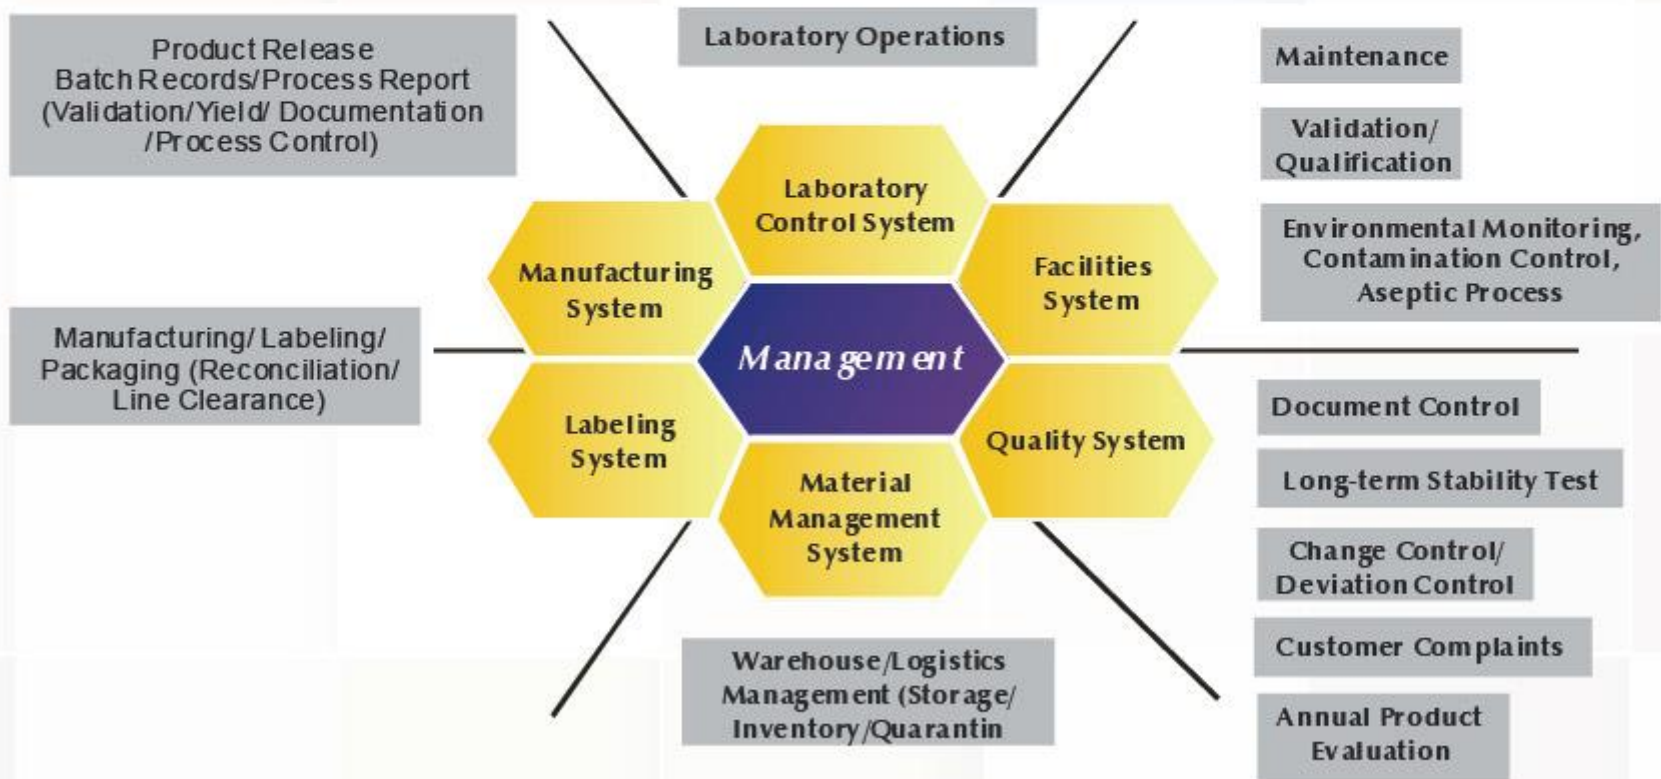 Product Release
Batch Records/Process Report
(Validation/Yield/ Documentation
/Process Control)
Manufacturing/ Labeling/
Packaging (Reconciliation/
Line Clearance)
Laboratory Operations
Laboratory
Control System
Manufacturing
System
Facilities
System
Management
Labeling
System
Quality System
Material
Management
System
Warehouse/Logistics
Management (Storage/
Inventory/Quarantin
Maintenance
Validation/
Qualification
Environmental Monitoring,
Contamination Control,
Aseptic Process
Document Control
Long-term Stability Test
Change Control/
Deviation Control
Customer Complaints
Annual Product
Evaluation